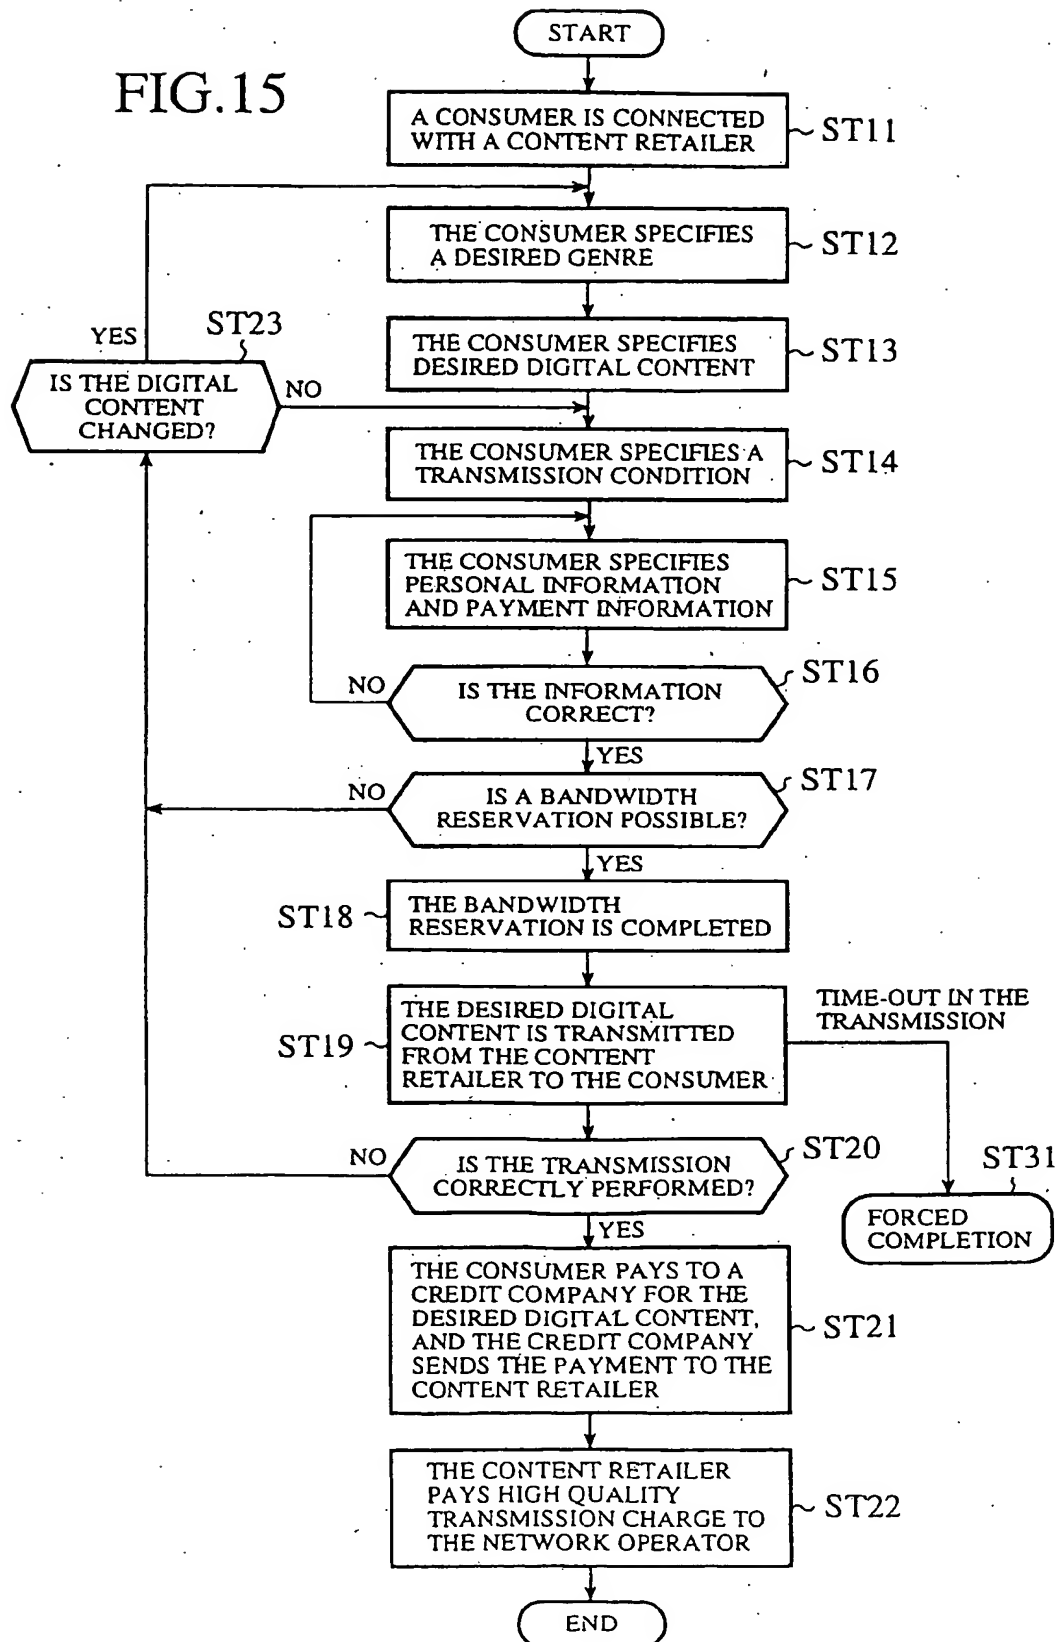 START
FIG.15
A CONSUMER IS CONNECTED
WITH A CONTENT RETAILER
ST11
THE CONSUMER SPECIFIES
A DESIRED GENRE
ST12
YES
ST23
THE CONSUMER SPECIFIES
DESIRED DIGITAL CONTENT
ST13
IS THE DIGITAL
CONTENT
CHANGED?
NO
THE CONSUMER SPECIFIES A
TRANSMISSION CONDITION
ST14
THE CONSUMER SPECIFIES
PERSONAL INFORMATION
AND PAYMENT INFORMATION
ST15
NO
IS THE INFORMATION
CORRECT?
ST16
YES
NO
IS A BANDWIDTH
RESERVATION POSSIBLE?
ST17
YES
ST18
THE BANDWIDTH
RESERVATION IS COMPLETED
ST19
THE DESIRED DIGITAL
CONTENT IS TRANSMITTED
FROM THE CONTENT
RETAILER TO THE CONSUMER
TIME-OUT IN THE
TRANSMISSION
NO
IS THE TRANSMISSION
CORRECTLY PERFORMED?
ST20
ST31
FORCED
COMPLETION
YES
THE CONSUMER PAYS TO A
CREDIT COMPANY FOR THE
DESIRED DIGITAL CONTENT,
AND THE CREDIT COMPANY
SENDS THE PAYMENT TO THE
CONTENT RETAILER
ST21
THE CONTENT RETAILER
PAYS HIGH QUALITY
TRANSMISSION CHARGE TO
THE NETWORK OPERATOR
ST22
END